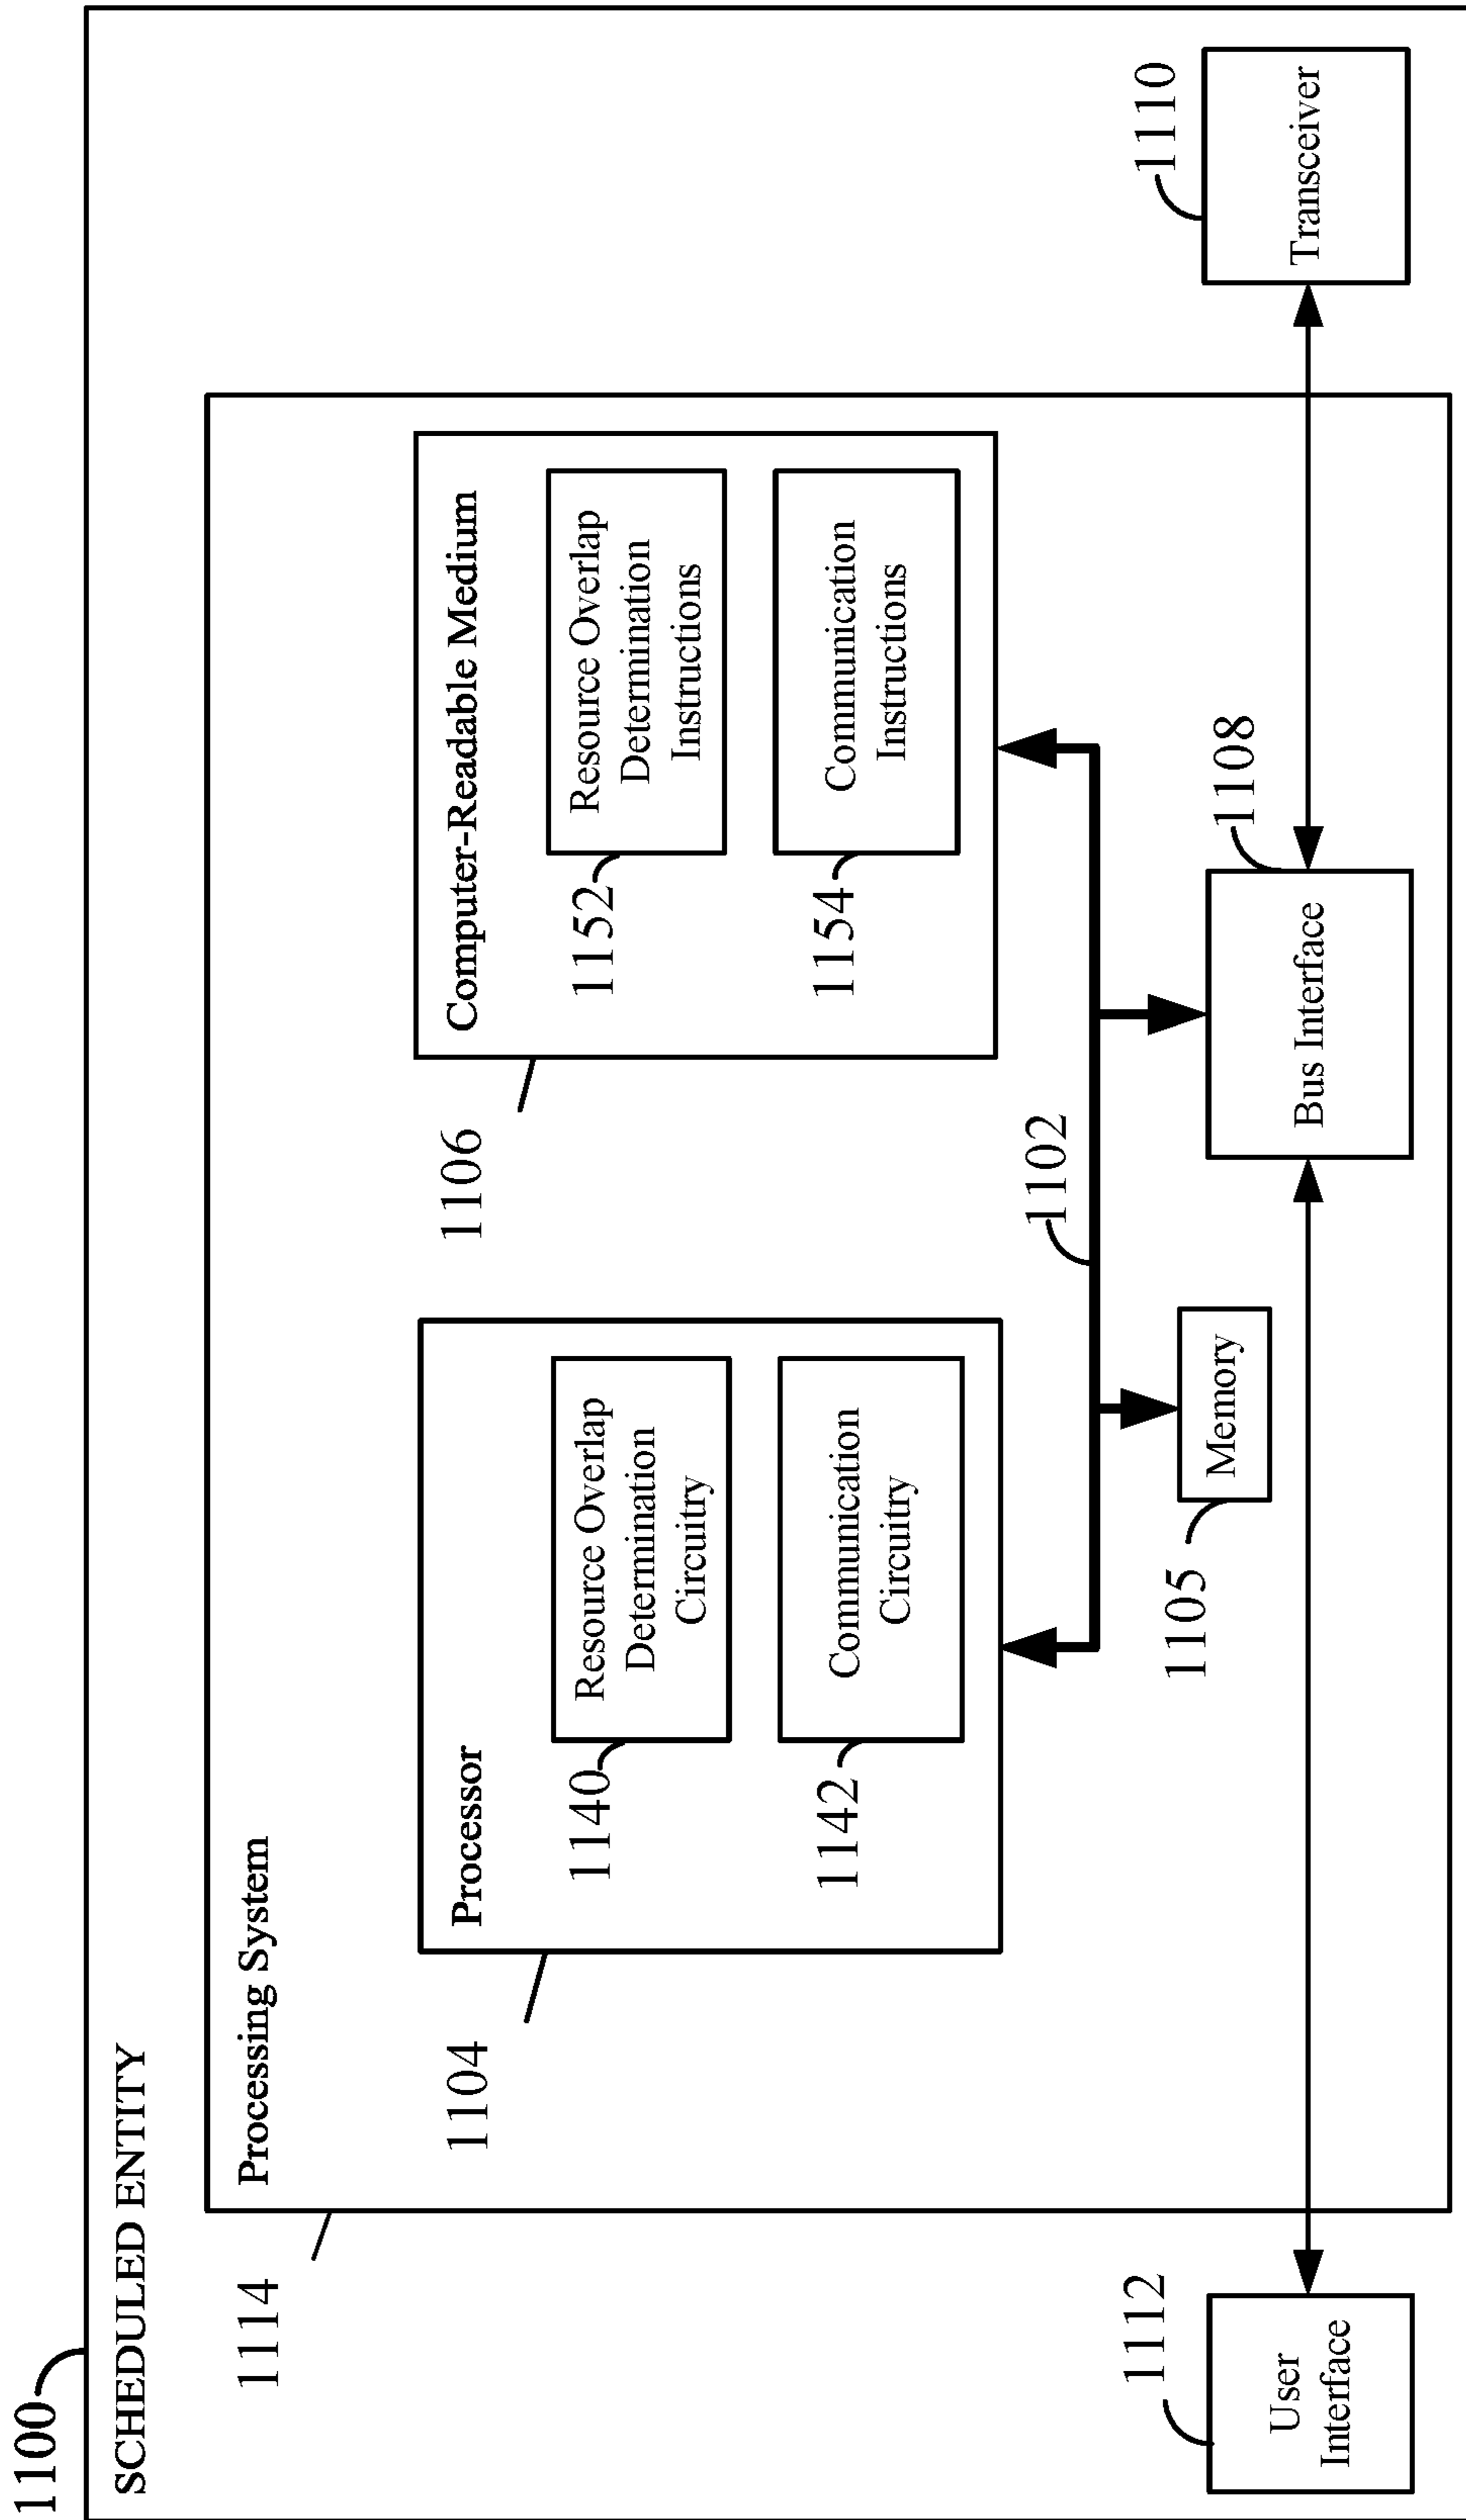 1100
SCHEDULED ENTITY
1114
Processing System
1104
Processor
1140
Resource Overlap
Determination
Circuitry
1142
Communication
Circuitry
1106
Computer-Readable Medium
1152
Resource Overlap
Determination
Instructions
1154
Communication
Instructions
1102
1105
Memory
1108
Bus Interface
1112
User
Interface
1110
Transceiver